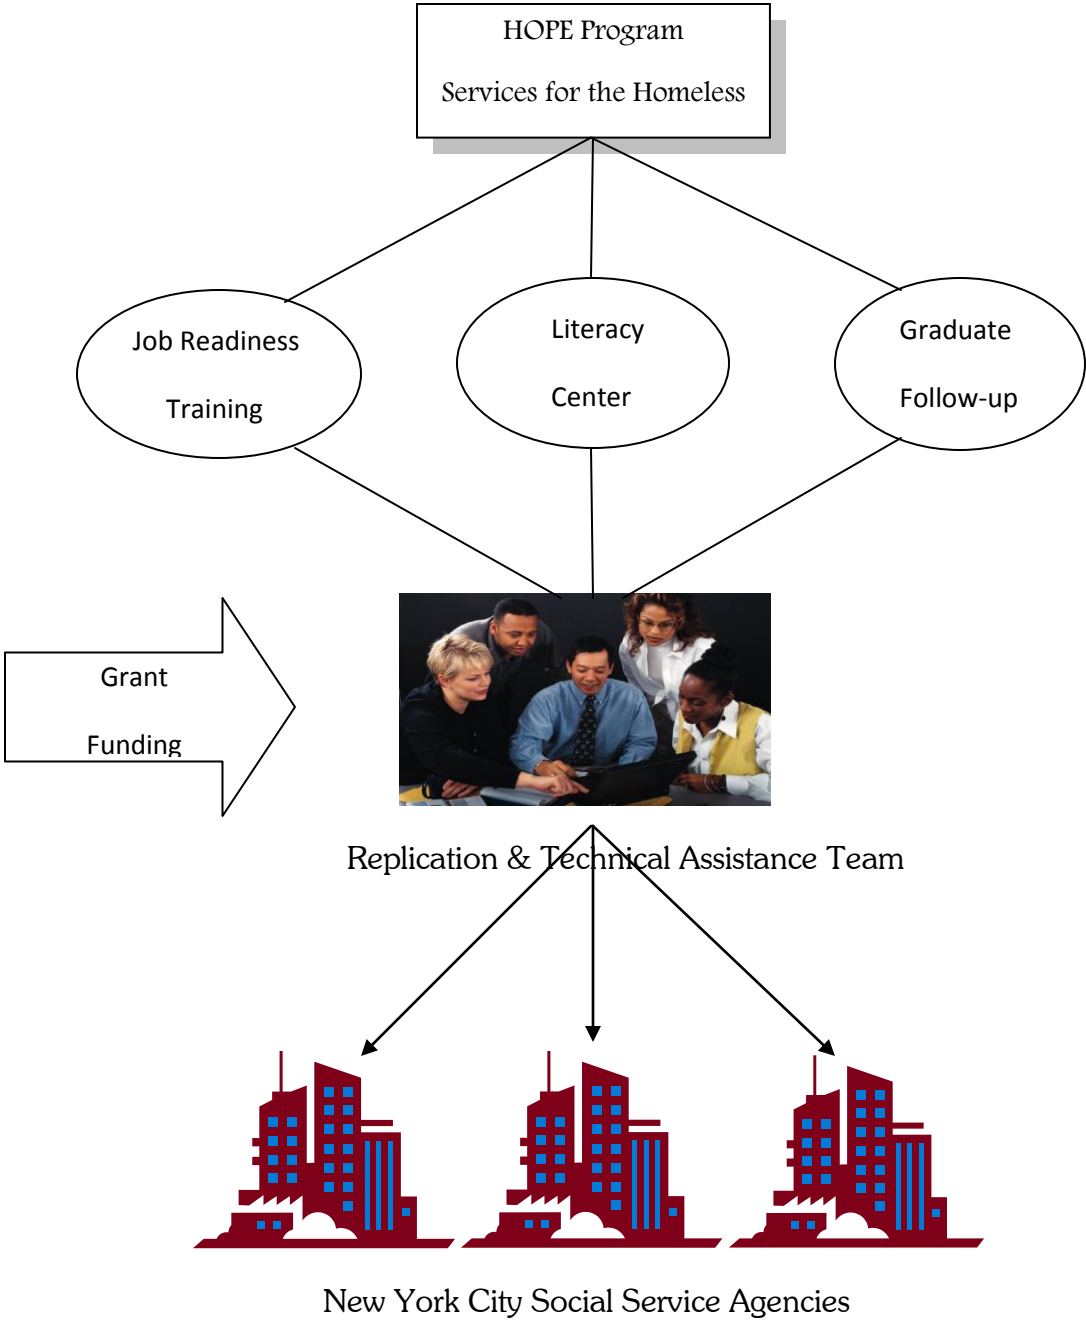 HOPE Program
Services for the Homeless
Job Readiness
Training
Literacy
Center
Graduate
Follow-up
Grant
Funding
Replication & Technical Assistance Team
New York City Social Service Agencies